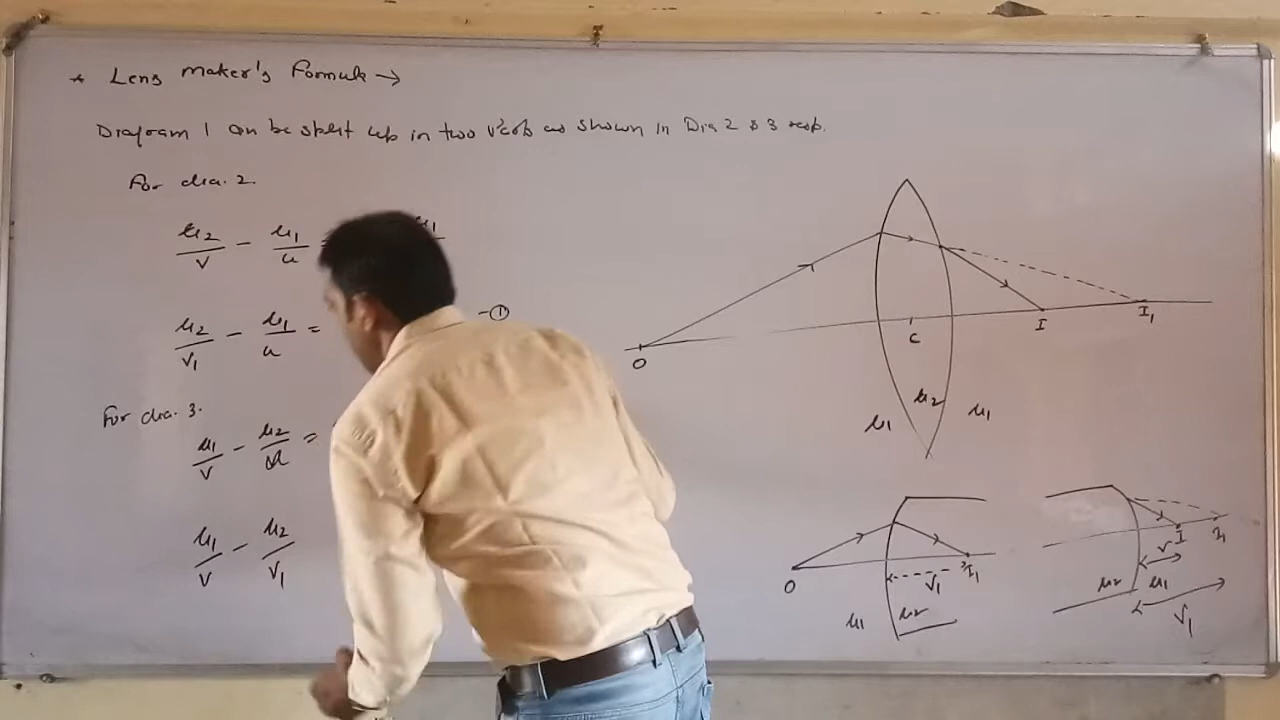 * Lens Maker's Formula →
Diagram 1 can be split up in two as shown in Dia 2 & 3 resp.
For dia. 2.
μ2/v - μ1/u = μ1
μ2/v1 - μ1/u = -①
For dia. 3.
μ1/v - μ2/u =
μ1/v - μ2/v1
O
C
I
I1
μ1
μ2
μ1
O
I1
v1
μ1
μ2
I
I1
v
μ2
μ1
v1